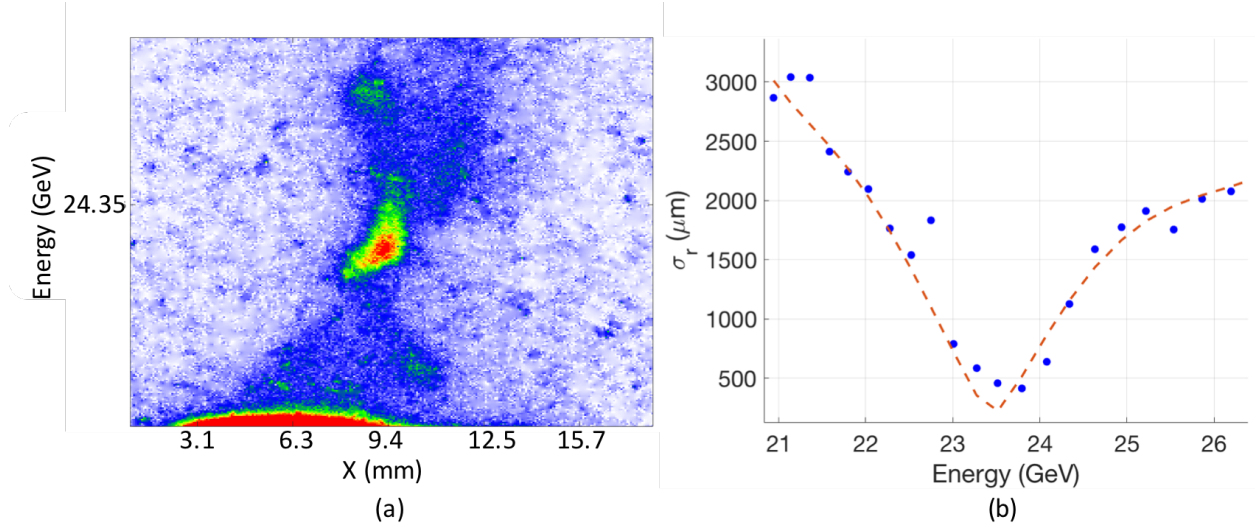 Energy (GeV)
24.35
3.1 6.3 9.4 12.5 15.7
X (mm)
(a)
σr (μm)
3000
2500
2000
1500
1000
500
21 22 23 24 25 26
Energy (GeV)
(b)